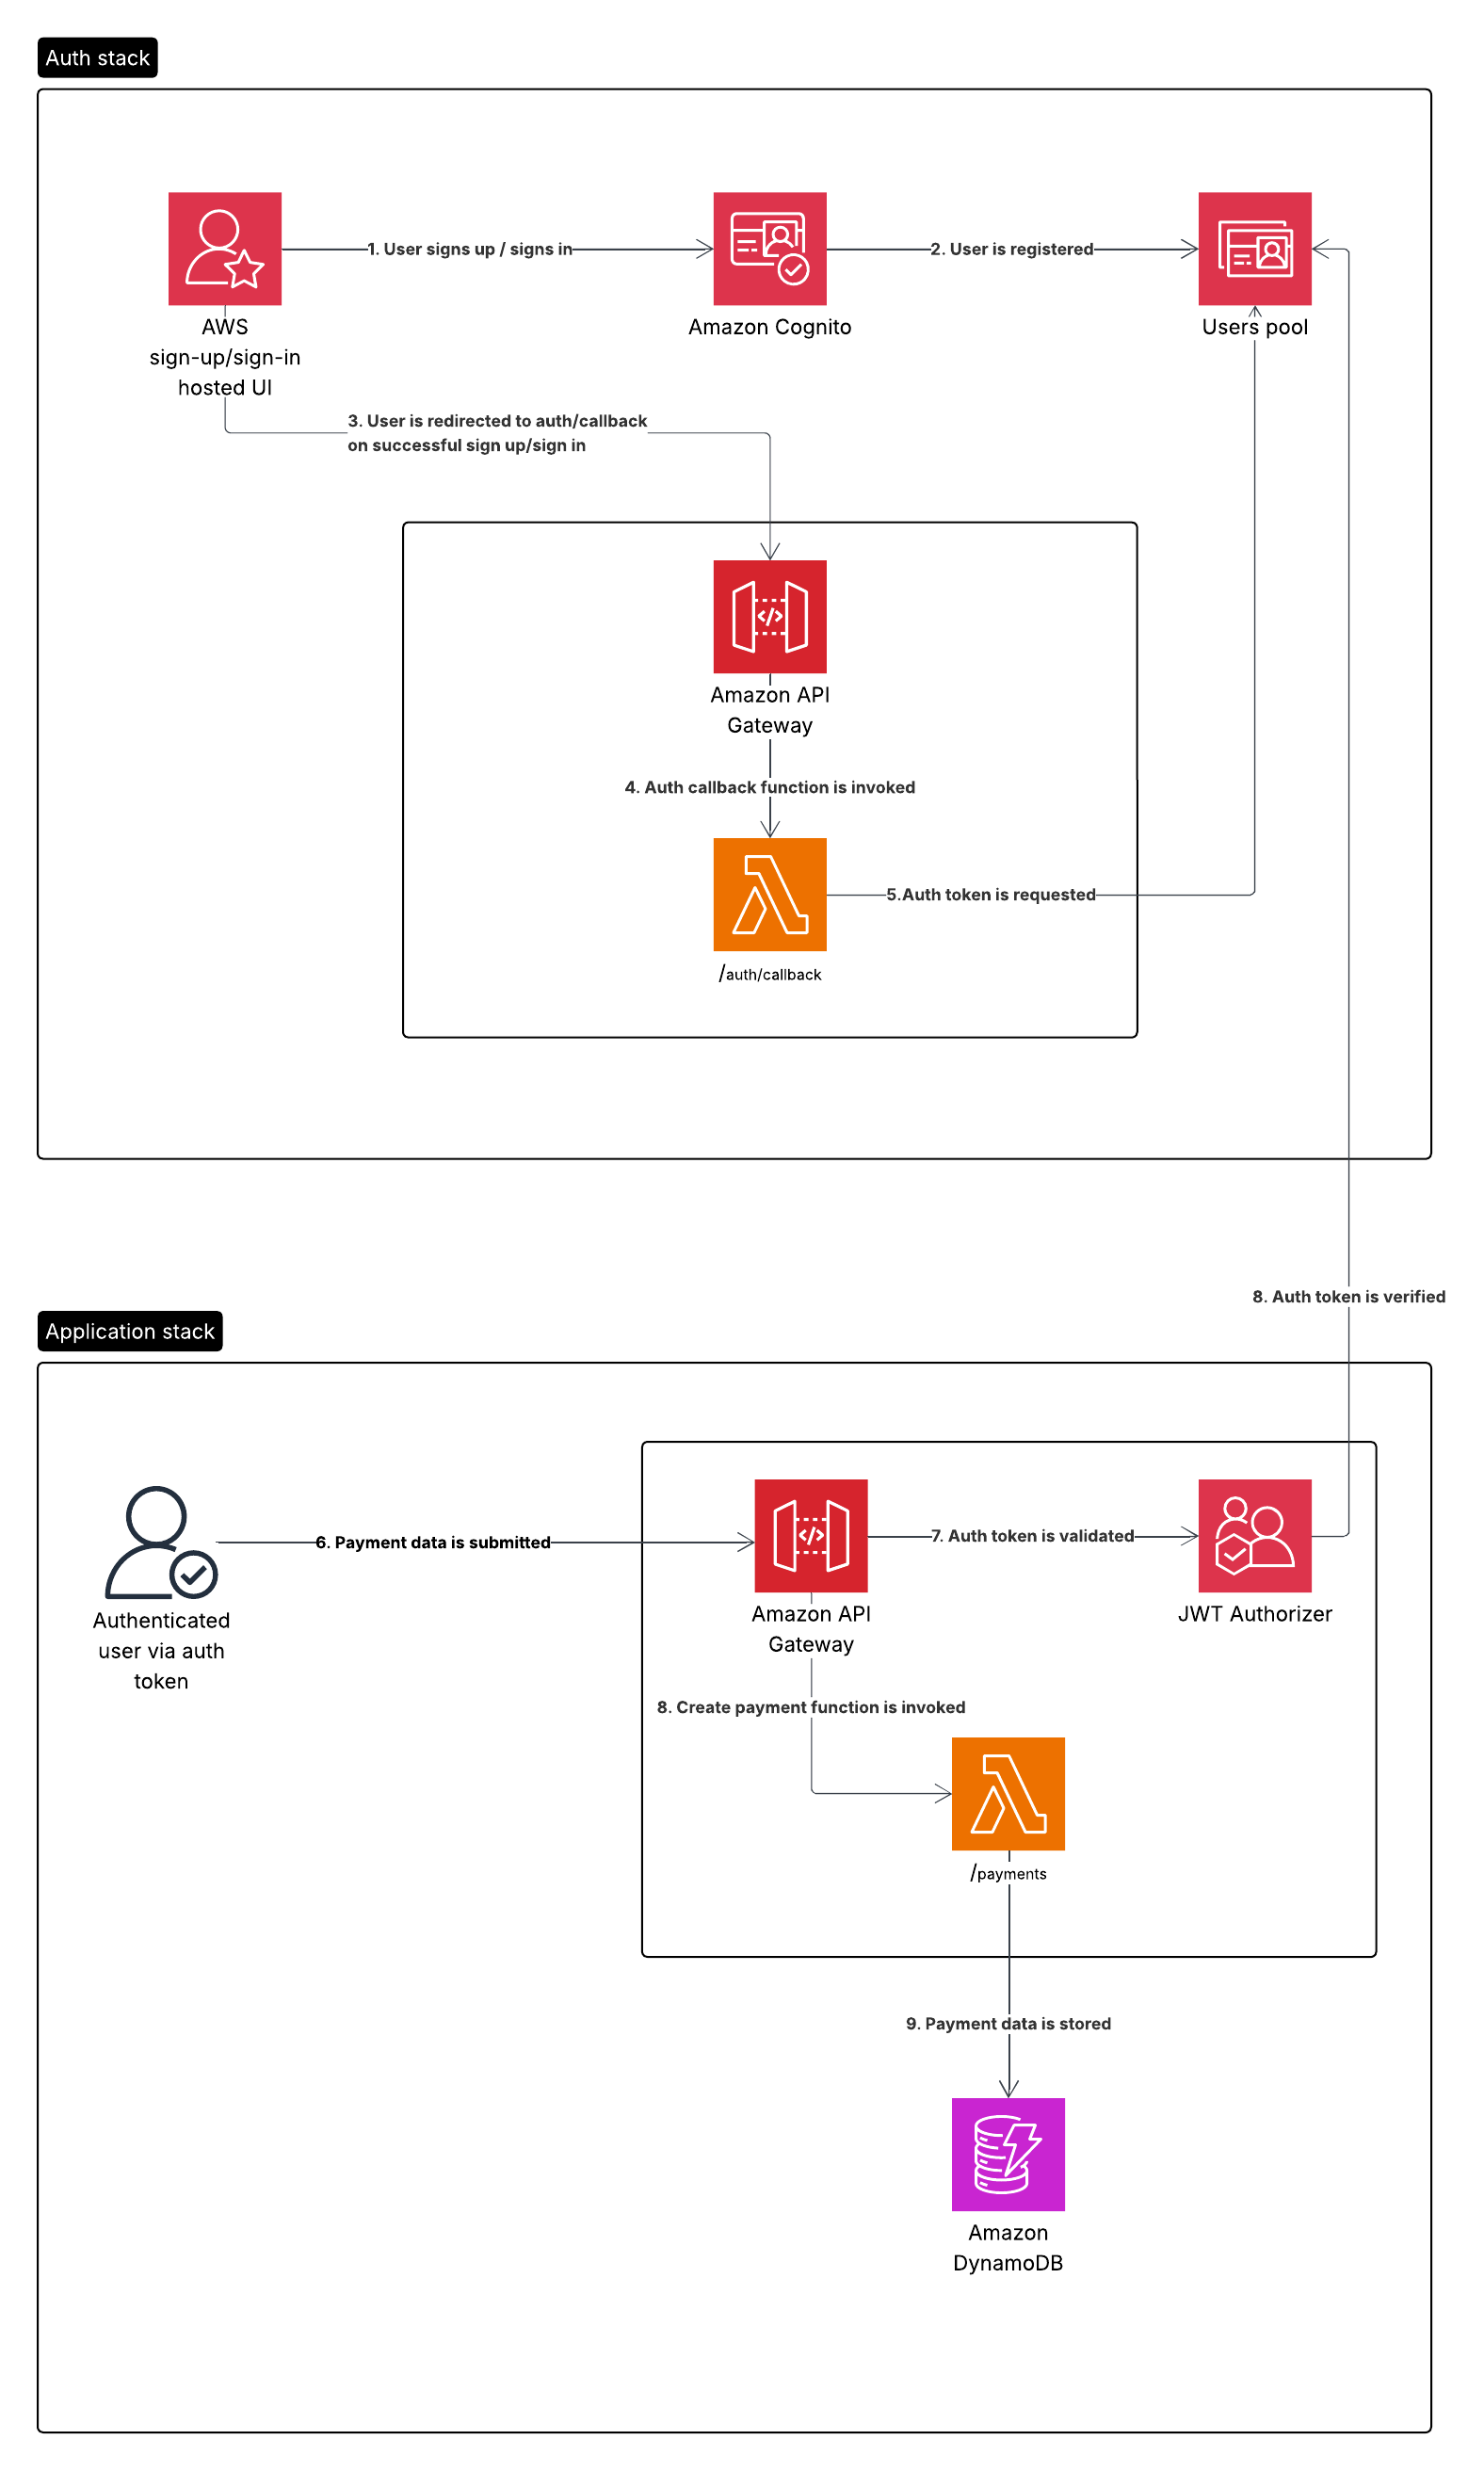 Auth stack
1. User signs up / signs in
2. User is registered
AWS
sign-up/sign-in
hosted UI
Amazon Cognito
Users pool
3. User is redirected to auth/callback
on successful sign up/sign in
Amazon API
Gateway
4. Auth callback function is invoked
5.Auth token is requested
/auth/callback
8. Auth token is verified
Application stack
6. Payment data is submitted
7. Auth token is validated
Authenticated
user via auth
token
Amazon API
Gateway
JWT Authorizer
8. Create payment function is invoked
/payments
9. Payment data is stored
Amazon
DynamoDB